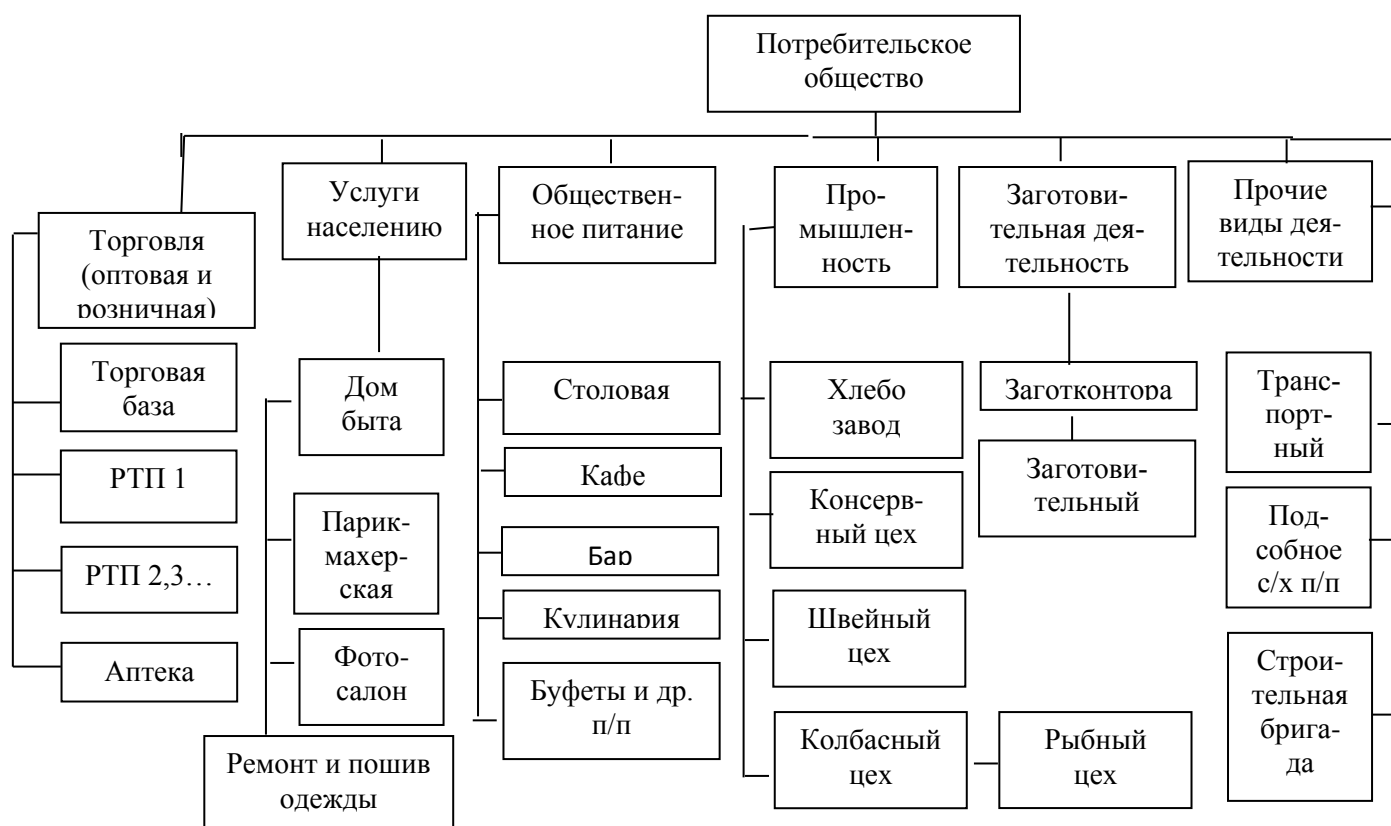 Потребительское
общество
Торговля
(оптовая и
розничная)
Услуги
населению
Обществен-
ное питание
Про-
мышлен-
ность
Заготови-
тельная дея-
тельность
Прочие
виды дея-
тельности
Торговая
база
РТП 1
РТП 2,3…
Аптека
Дом
быта
Парик-
махер-
ская
Фото-
салон
Ремонт и пошив
одежды
Столовая
Кафе
Бар
Кулинария
Буфеты и др.
п/п
Хлебо
завод
Консерв-
ный цех
Швейный
цех
Колбасный
цех
Рыбный
цех
Заготконтора
Заготови-
тельный
Транс-
порт-
ный
Под-
собное
с/х п/п
Строи-
тельная
брига-
да